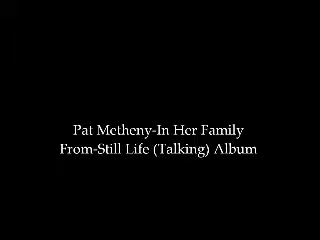 Pat Metheny-In Her Family
From-Still Life (Talking) Album